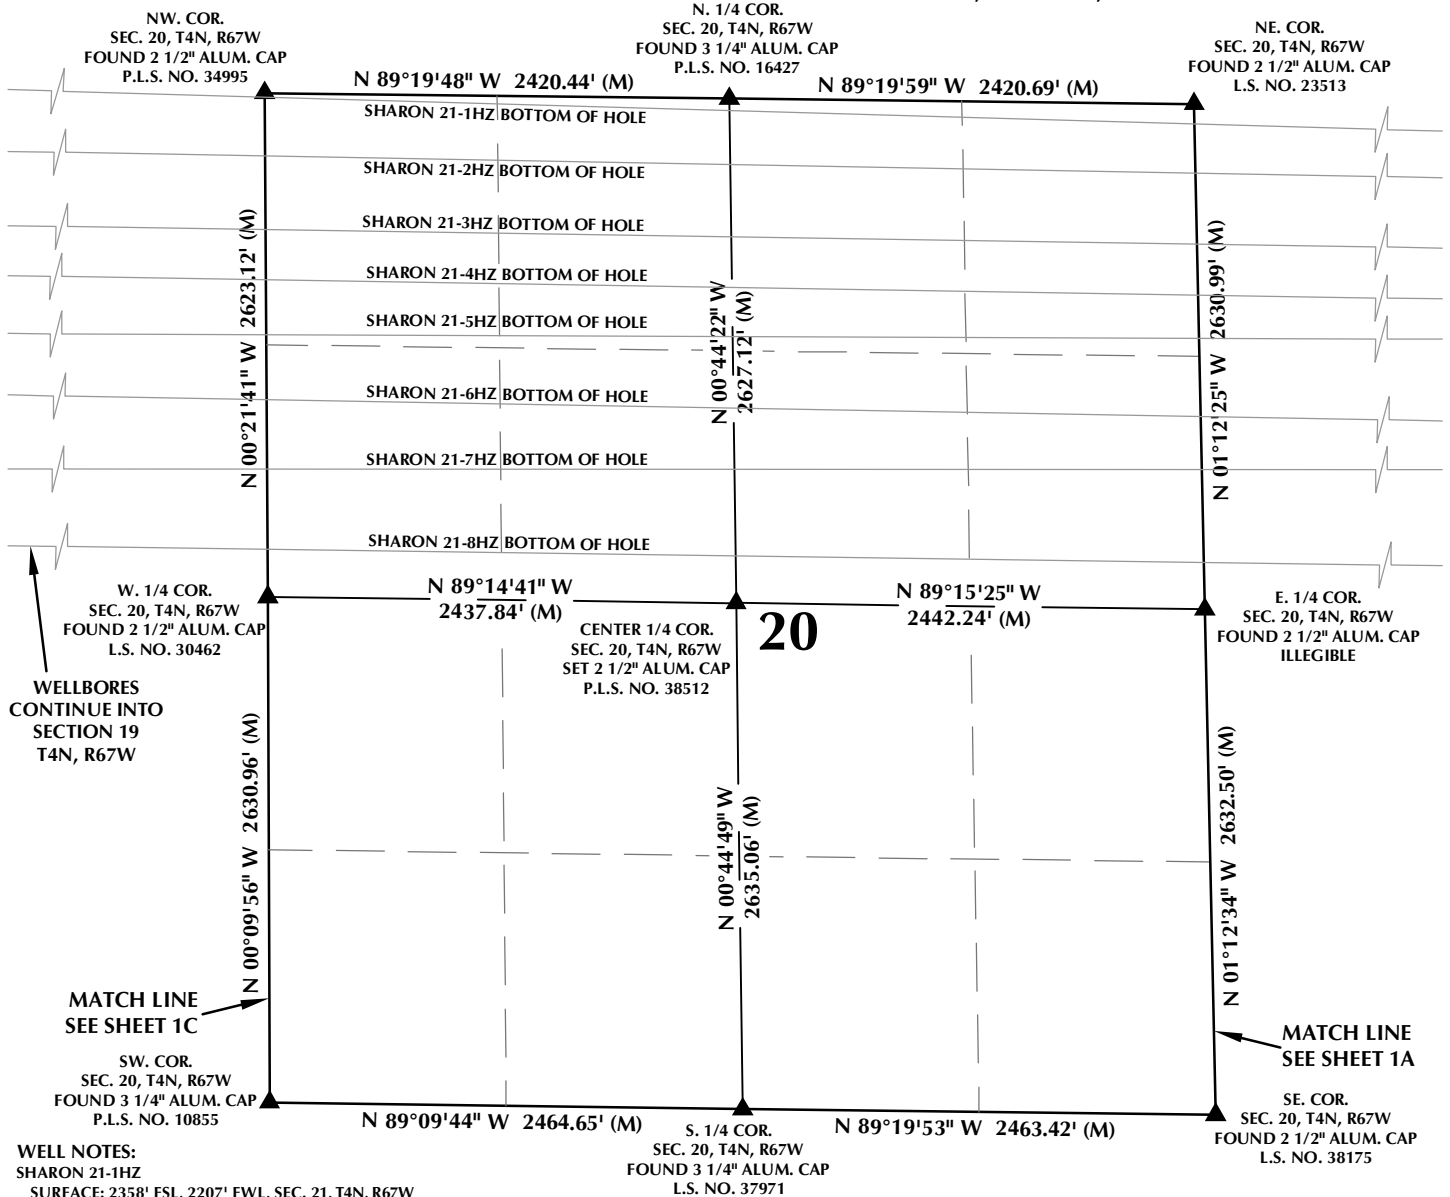 NW. COR.
SEC. 20, T4N, R67W
FOUND 2 1/2" ALUM. CAP
P.L.S. NO. 34995
N. 1/4 COR.
SEC. 20, T4N, R67W
FOUND 3 1/4" ALUM. CAP
P.L.S. NO. 16427
NE. COR.
SEC. 20, T4N, R67W
FOUND 2 1/2" ALUM. CAP
L.S. NO. 23513
N 89°19'48" W 2420.44' (M)
N 89°19'59" W 2420.69' (M)
SHARON 21-1HZ BOTTOM OF HOLE
SHARON 21-2HZ BOTTOM OF HOLE
SHARON 21-3HZ BOTTOM OF HOLE
SHARON 21-4HZ BOTTOM OF HOLE
SHARON 21-5HZ BOTTOM OF HOLE
SHARON 21-6HZ BOTTOM OF HOLE
SHARON 21-7HZ BOTTOM OF HOLE
SHARON 21-8HZ BOTTOM OF HOLE
N 00°21'41" W 2623.12' (M)
N 00°44'22" W
2627.12' (M)
N 01°12'25" W 2630.99' (M)
W. 1/4 COR.
SEC. 20, T4N, R67W
FOUND 2 1/2" ALUM. CAP
L.S. NO. 30462
N 89°14'41" W
2437.84' (M)
CENTER 1/4 COR.
SEC. 20, T4N, R67W
SET 2 1/2" ALUM. CAP
P.L.S. NO. 38512
20
N 89°15'25" W
2442.24' (M)
E. 1/4 COR.
SEC. 20, T4N, R67W
FOUND 2 1/2" ALUM. CAP
ILLEGIBLE
WELLBORES
CONTINUE INTO
SECTION 19
T4N, R67W
N 00°09'56" W 2630.96' (M)
N 00°44'49" W
2635.06' (M)
N 01°12'34" W 2632.50' (M)
MATCH LINE
SEE SHEET 1C
MATCH LINE
SEE SHEET 1A
SW. COR.
SEC. 20, T4N, R67W
FOUND 3 1/4" ALUM. CAP
P.L.S. NO. 10855
N 89°09'44" W 2464.65' (M)
S. 1/4 COR.
SEC. 20, T4N, R67W
FOUND 3 1/4" ALUM. CAP
L.S. NO. 37971
N 89°19'53" W 2463.42' (M)
SE. COR.
SEC. 20, T4N, R67W
FOUND 2 1/2" ALUM. CAP
L.S. NO. 38175
WELL NOTES:
SHARON 21-1HZ
SURFACE: 2358' FSL, 2207' FWL, SEC. 21, T4N, R67W